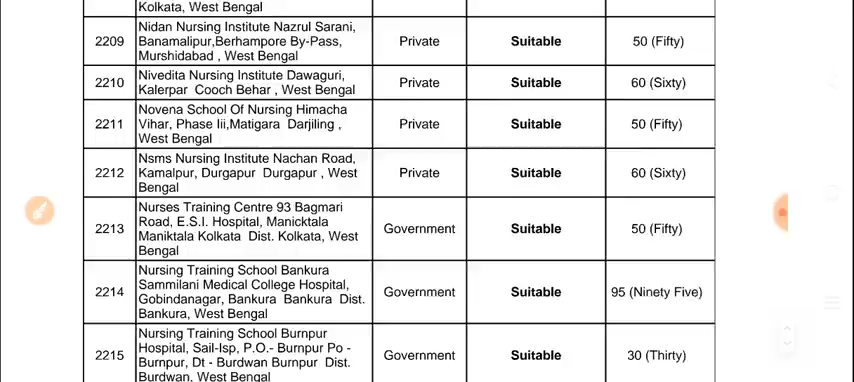 Kolkata, West Bengal
2209 Nidan Nursing Institute Nazrul Sarani, Banamalipur,Berhampore By-Pass, Murshidabad , West Bengal Private Suitable 50 (Fifty)
2210 Nivedita Nursing Institute Dawaguri, Kalerpar Cooch Behar , West Bengal Private Suitable 60 (Sixty)
2211 Novena School Of Nursing Himacha Vihar, Phase Iii,Matigara Darjiling , West Bengal Private Suitable 50 (Fifty)
2212 Nsms Nursing Institute Nachan Road, Kamalpur, Durgapur Durgapur , West Bengal Private Suitable 60 (Sixty)
2213 Nurses Training Centre 93 Bagmari Road, E.S.I. Hospital, Manicktala Maniktala Kolkata Dist. Kolkata, West Bengal Government Suitable 50 (Fifty)
2214 Nursing Training School Bankura Sammilani Medical College Hospital, Gobindanagar, Bankura Bankura Dist. Bankura, West Bengal Government Suitable 95 (Ninety Five)
2215 Nursing Training School Burnpur Hospital, Sail-Isp, P.O.- Burnpur Po - Burnpur, Dt - Burdwan Burnpur Dist. Burdwan, West Bengal Government Suitable 30 (Thirty)